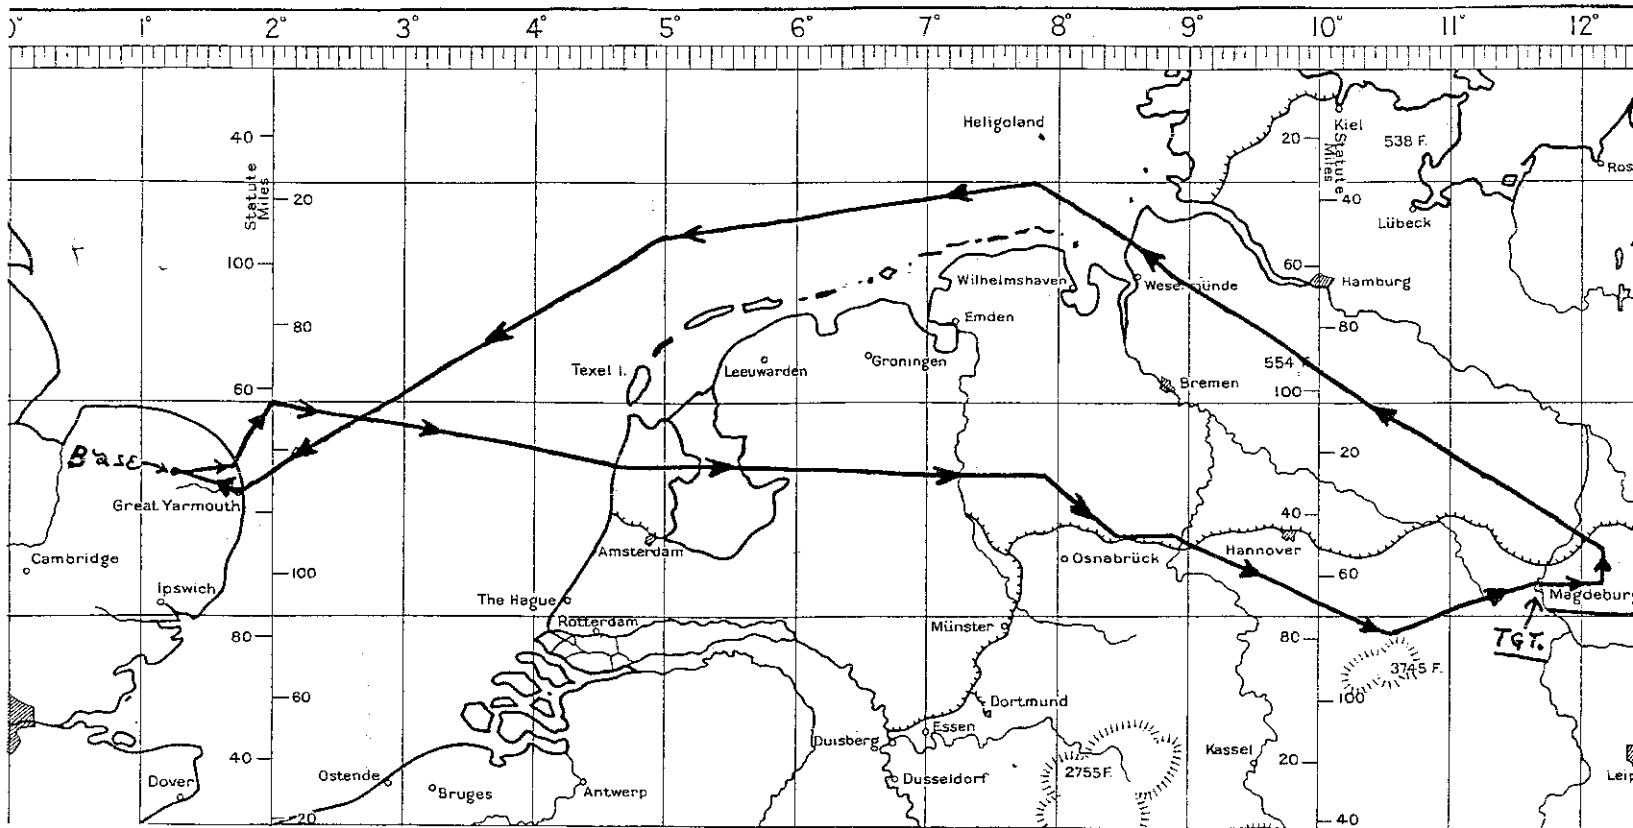 0° 1° 2° 3° 4° 5° 6° 7° 8° 9° 10° 11° 12°
Heligoland
Kiel
538 F.
40
20
Statute Miles
Statute Miles
Ros
20
40
Lübeck
100
60
Wilhelmshaven
Wesermünde
Hamburg
80
Emden
80
Texel I.
Leeuwarden
Groningen
554 F.
60
Bremen
100
Base
20
Great Yarmouth
40
Amsterdam
Osnabrück
Hannover
Cambridge
100
60
Ipswich
The Hague
Magdeburg
Rotterdam
80
Münster
80
TGT.
3745 F.
60
Dortmund
100
Essen
40
Duisberg
Kassel
Dover
Ostende
Bruges
Antwerp
Dusseldorf
2755 F.
20
Leip
20
40